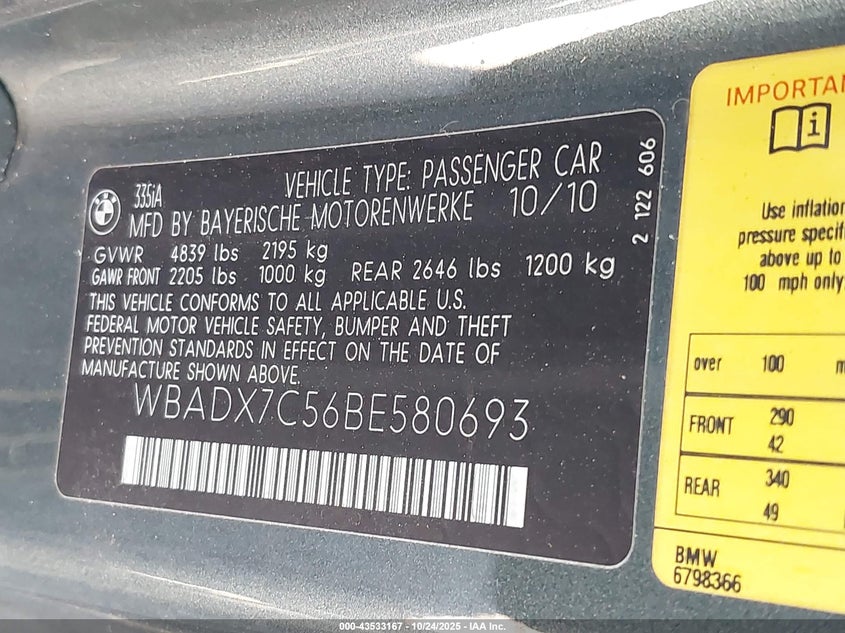 335iA
VEHICLE TYPE: PASSENGER CAR
MFD BY BAYERISCHE MOTORENWERKE 10/10
GVWR 4839 lbs 2195 kg
GAWR FRONT 2205 lbs 1000 kg REAR 2646 lbs 1200 kg
THIS VEHICLE CONFORMS TO ALL APPLICABLE U.S.
FEDERAL MOTOR VEHICLE SAFETY, BUMPER AND THEFT
PREVENTION STANDARDS IN EFFECT ON THE DATE OF
MANUFACTURE SHOWN ABOVE.
WBADX7C56BE580693
2 122 606
IMPORTAN
Use inflation
pressure specifi
above up to
100 mph only
over 100 m
FRONT 290
42
REAR 340
49
BMW
6798366
000-43533167 - 10/24/2025 - IAA Inc.